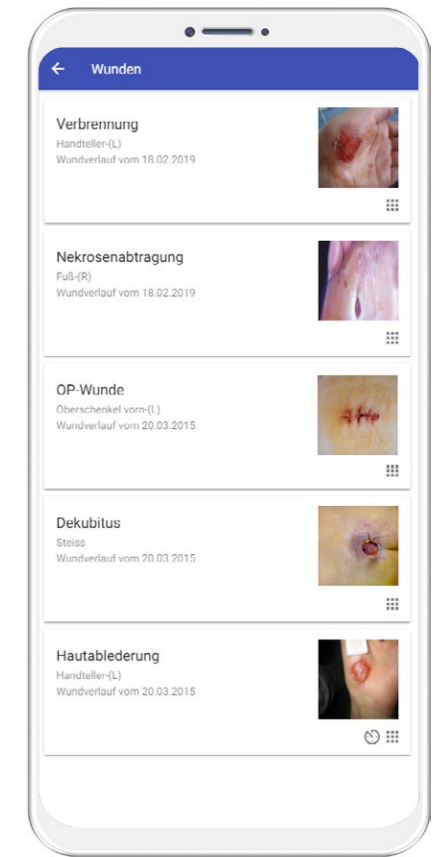 Wunden
Verbrennung
Handteller-(L)
Wundverlauf vom 18.02.2019
Nekrosenabtragung
Fuß-(R)
Wundverlauf vom 18.02.2019
OP-Wunde
Oberschenkel vorn-(L)
Wundverlauf vom 20.03.2015
Dekubitus
Steiss
Wundverlauf vom 20.03.2015
Hautablederung
Handteller-(L)
Wundverlauf vom 20.03.2015